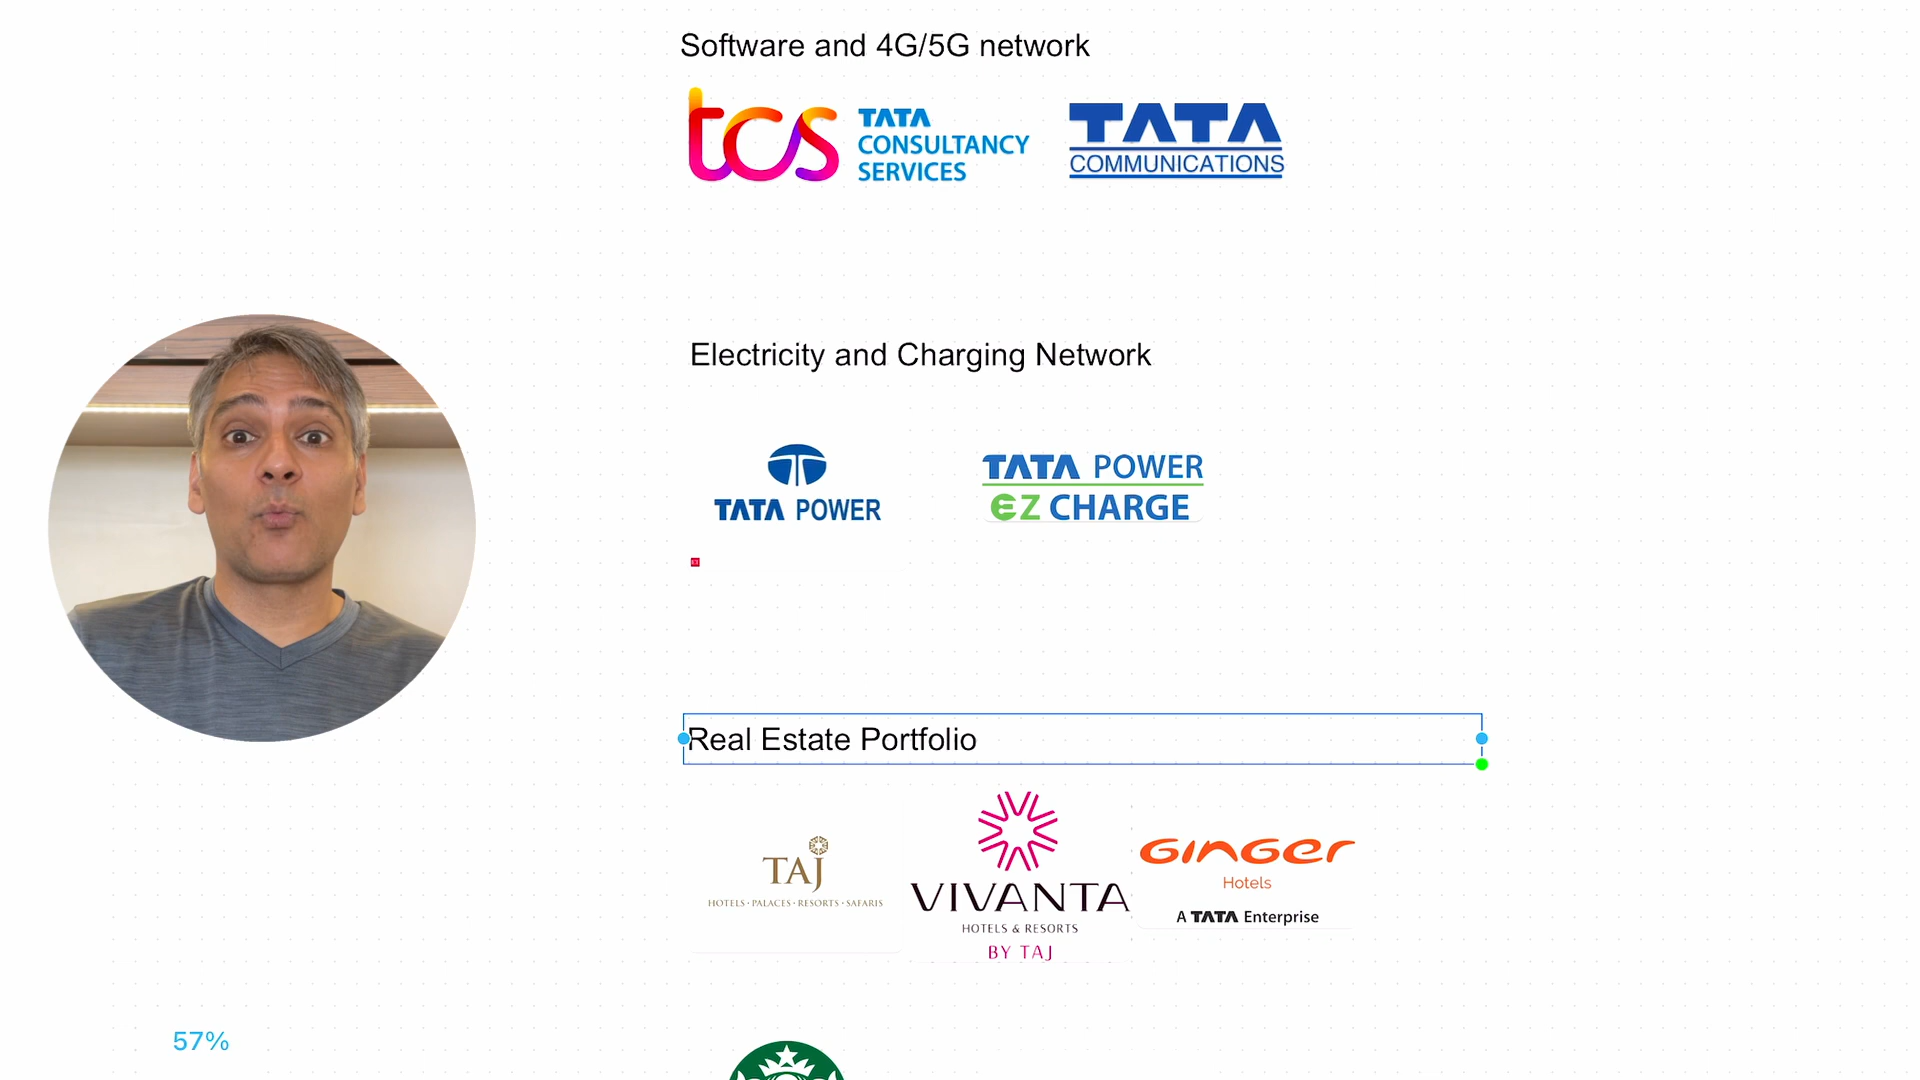 Software and 4G/5G network
tcs TATA CONSULTANCY SERVICES
TATA COMMUNICATIONS
Electricity and Charging Network
TATA POWER
TATA POWER
EZ CHARGE
Real Estate Portfolio
TAJ
HOTELS · PALACES · RESORTS · SAFARIS
VIVANTA
HOTELS & RESORTS
BY TAJ
GINGER
Hotels
A TATA Enterprise
57%